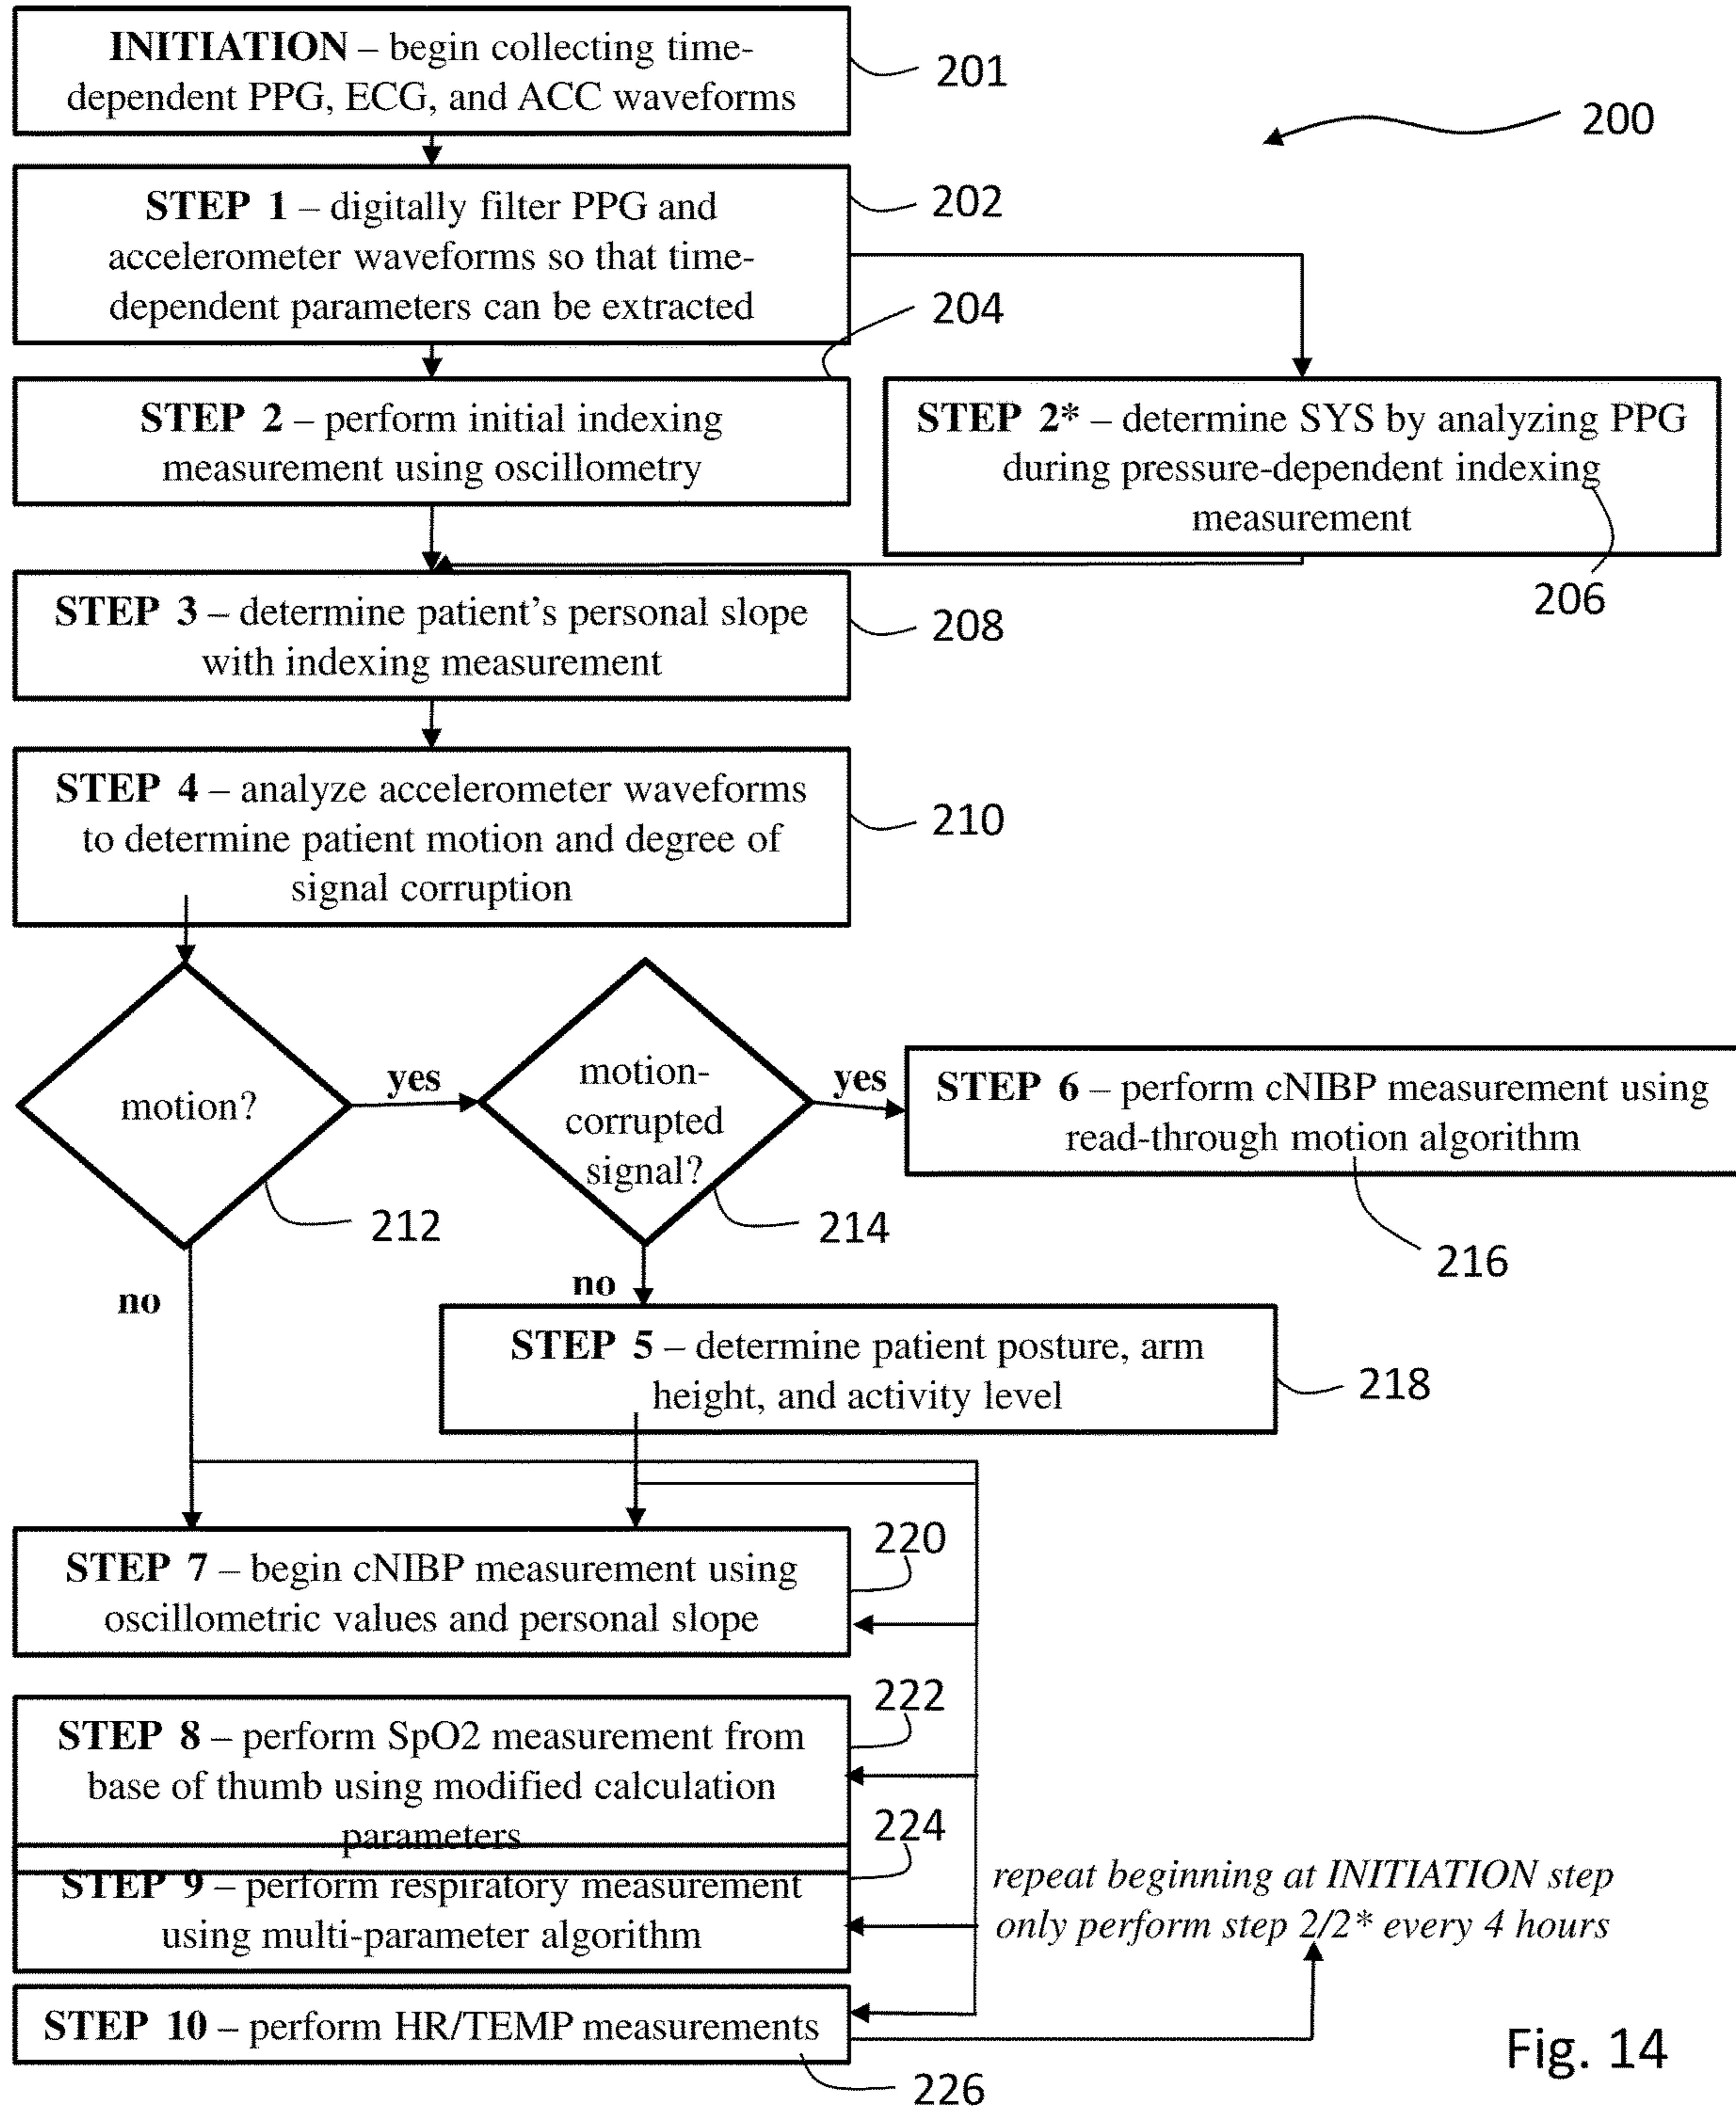 INITIATION – begin collecting time-
dependent PPG, ECG, and ACC waveforms
201
200
STEP 1 – digitally filter PPG and
accelerometer waveforms so that time-
dependent parameters can be extracted
202
204
STEP 2 – perform initial indexing
measurement using oscillometry
STEP 2* – determine SYS by analyzing PPG
during pressure-dependent indexing
measurement
206
STEP 3 – determine patient's personal slope
with indexing measurement
208
STEP 4 – analyze accelerometer waveforms
to determine patient motion and degree of
signal corruption
210
motion?
yes
motion-
corrupted
signal?
yes
STEP 6 – perform cNIBP measurement using
read-through motion algorithm
212
214
216
no
no
STEP 5 – determine patient posture, arm
height, and activity level
218
STEP 7 – begin cNIBP measurement using
oscillometric values and personal slope
220
222
STEP 8 – perform SpO2 measurement from
base of thumb using modified calculation
parameters
224
STEP 9 – perform respiratory measurement
using multi-parameter algorithm
repeat beginning at INITIATION step
only perform step 2/2* every 4 hours
STEP 10 – perform HR/TEMP measurements
226
Fig. 14